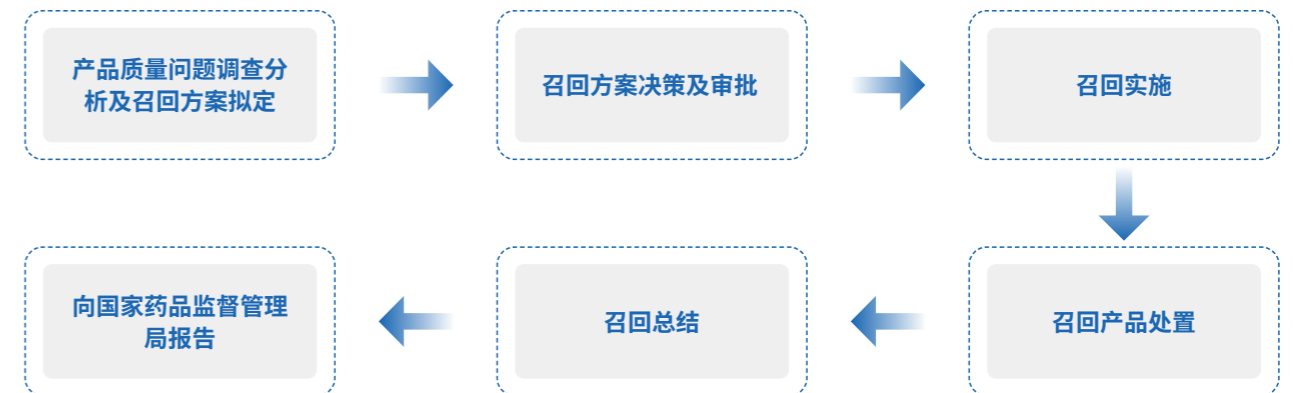 产品质量问题调查分
析及召回方案拟定
召回方案决策及审批
召回实施
召回产品处置
召回总结
向国家药品监督管理
局报告